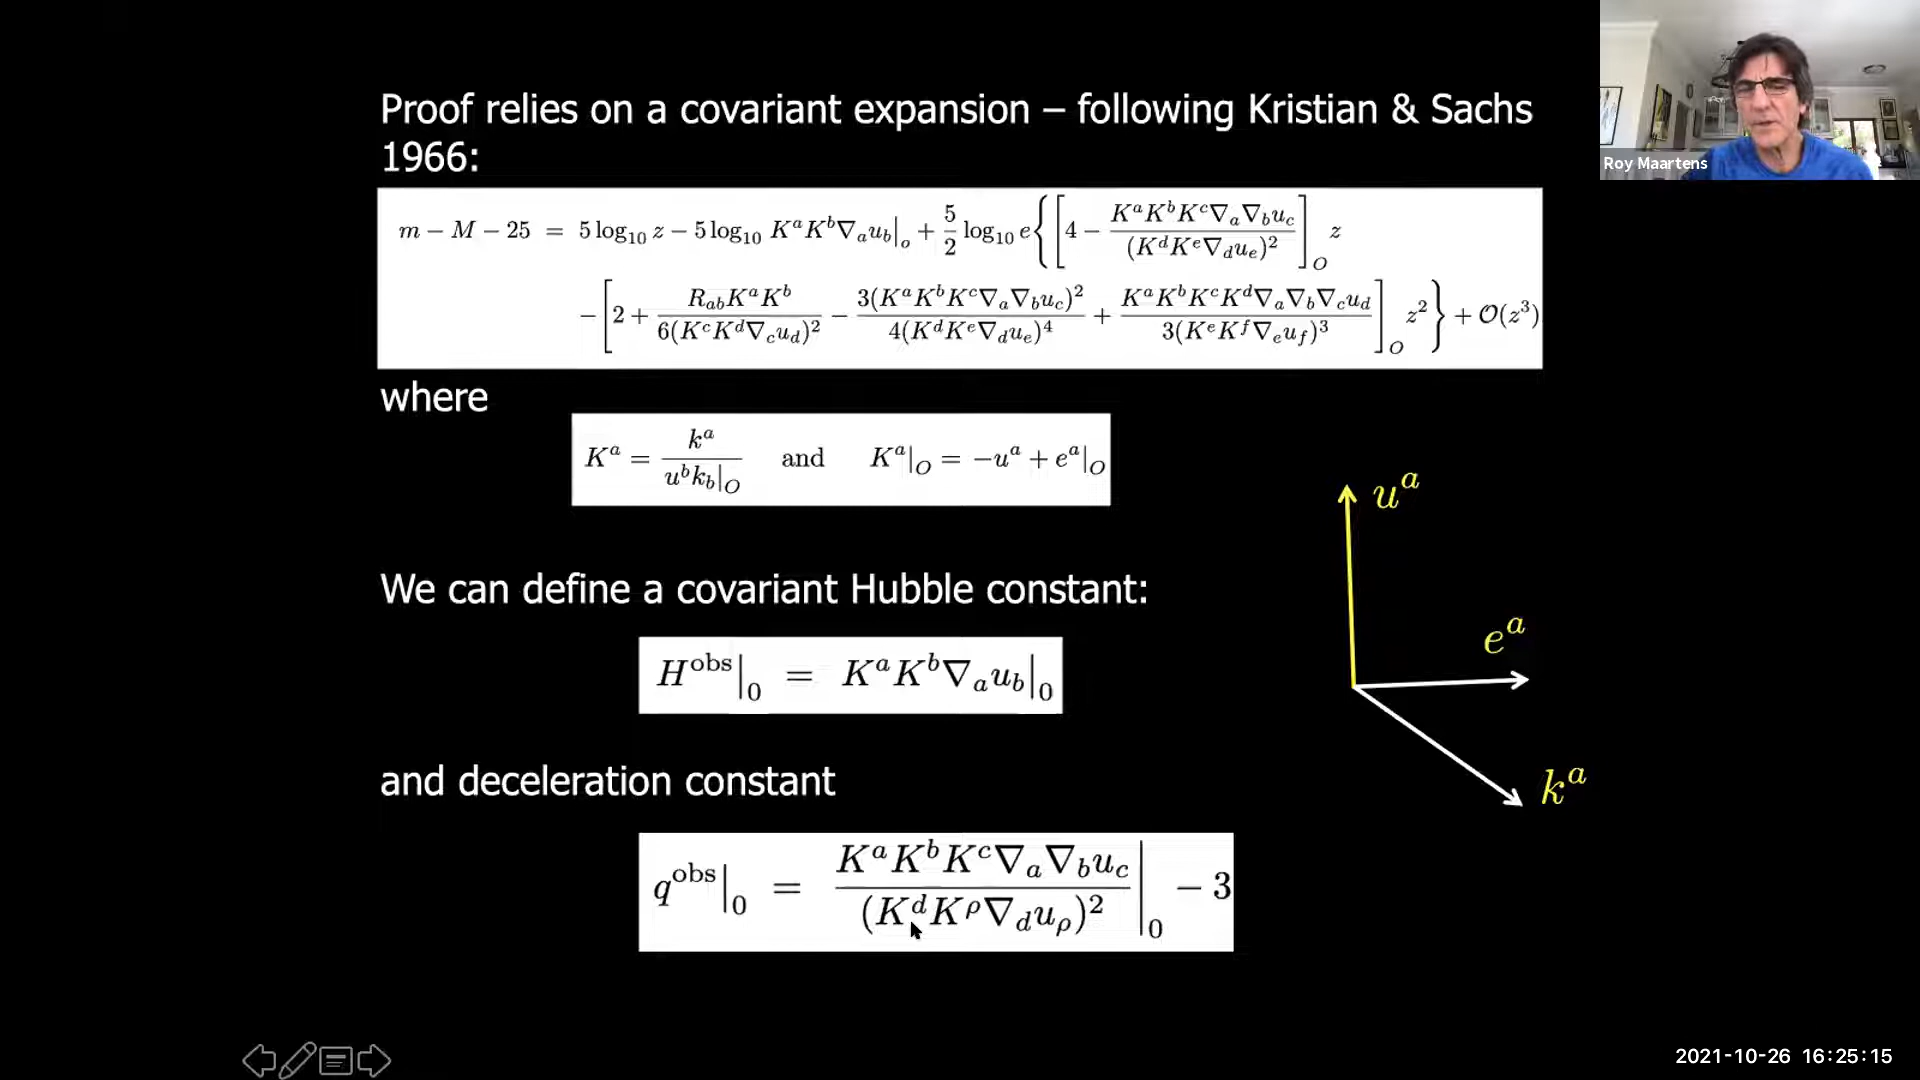 Proof relies on a covariant expansion – following Kristian & Sachs
1966:
m − M − 25 = 5 log₁₀ z − 5 log₁₀ KᵃKᵇ∇ₐu_b|ₒ + 5/2 log₁₀ e{[4 − KᵃKᵇKᶜ∇ₐ∇_bu_c/(KᵈKᵉ∇_du_e)²]_O z
−[2 + R_abKᵃKᵇ/6(KᶜKᵈ∇_cu_d)² − 3(KᵃKᵇKᶜ∇ₐ∇_bu_c)²/4(KᵈKᵉ∇_du_e)⁴ + KᵃKᵇKᶜKᵈ∇ₐ∇_b∇_cu_d/3(KᵉKᶠ∇_eu_f)³]_O z²} + 𝒪(z³)
where
Kᵃ = kᵃ/uᵇk_b|_O and Kᵃ|_O = −uᵃ + eᵃ|_O
We can define a covariant Hubble constant:
Hᵒᵇˢ|₀ = KᵃKᵇ∇ₐu_b|₀
and deceleration constant
qᵒᵇˢ|₀ = KᵃKᵇKᶜ∇ₐ∇_bu_c/(KᵈKᵖ∇_du_ρ)²|₀ − 3
uᵃ
eᵃ
kᵃ
Roy Maartens
2021-10-26 16:25:15